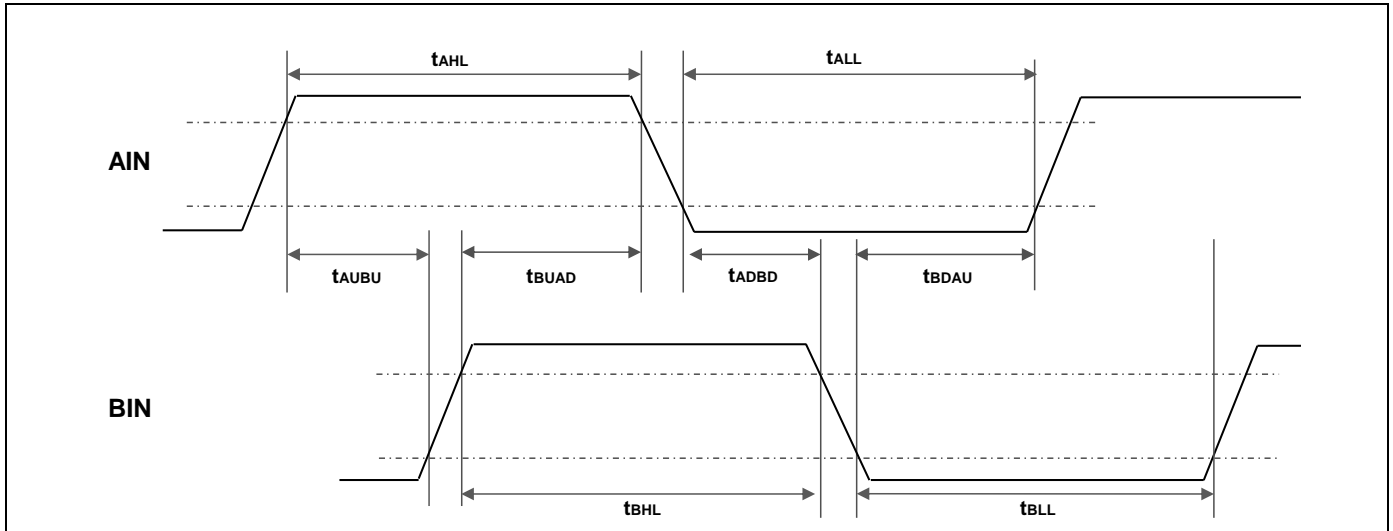 tAHL
tALL
AIN
tAUBU
tBUAD
tADBD
tBDAU
BIN
tBHL
tBLL